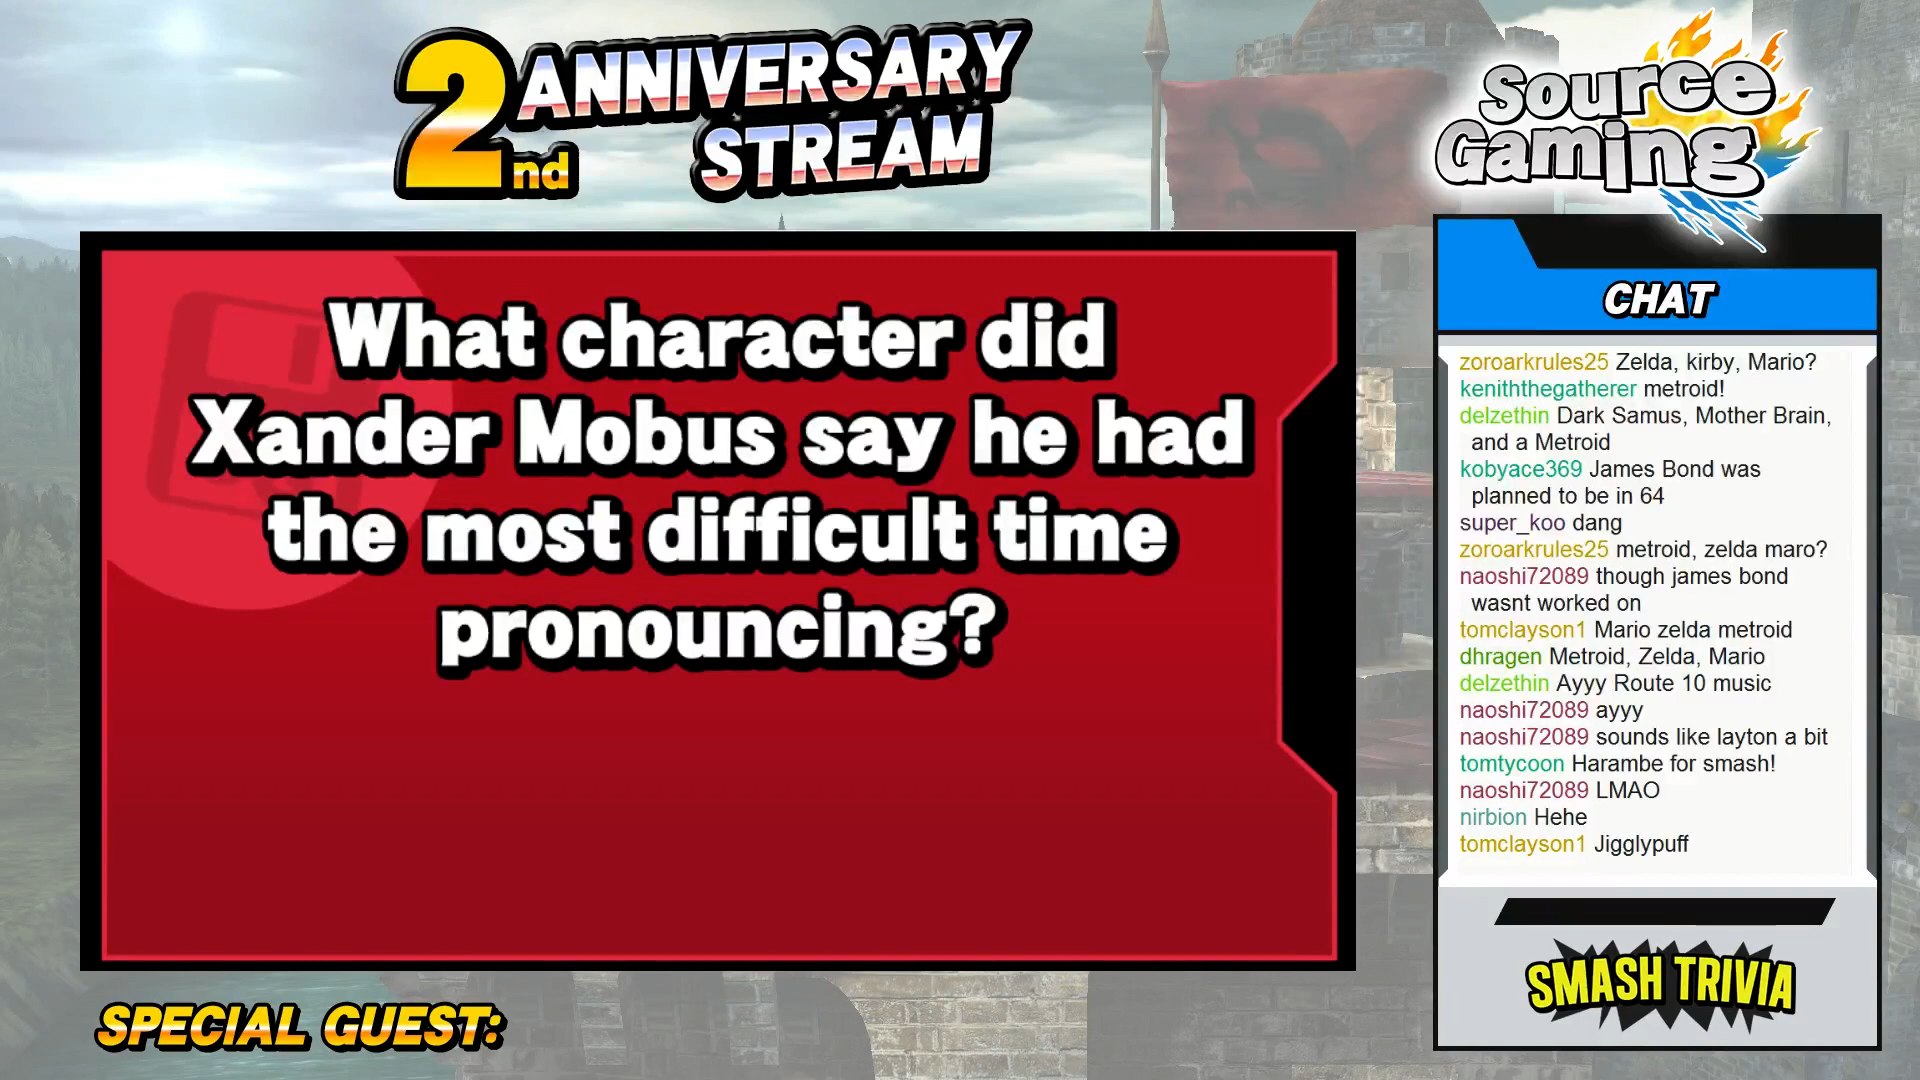 2nd ANNIVERSARY
STREAM
Source
Gaming
What character did
Xander Mobus say he had
the most difficult time
pronouncing?
CHAT
zoroarkrules25 Zelda, kirby, Mario?
keniththegatherer metroid!
delzethin Dark Samus, Mother Brain,
and a Metroid
kobyace369 James Bond was
planned to be in 64
super_koo dang
zoroarkrules25 metroid, zelda maro?
naoshi72089 though james bond
wasnt worked on
tomclayson1 Mario zelda metroid
dhragen Metroid, Zelda, Mario
delzethin Ayyy Route 10 music
naoshi72089 ayyy
naoshi72089 sounds like layton a bit
tomtycoon Harambe for smash!
naoshi72089 LMAO
nirbion Hehe
tomclayson1 Jigglypuff
SMASH TRIVIA
SPECIAL GUEST: